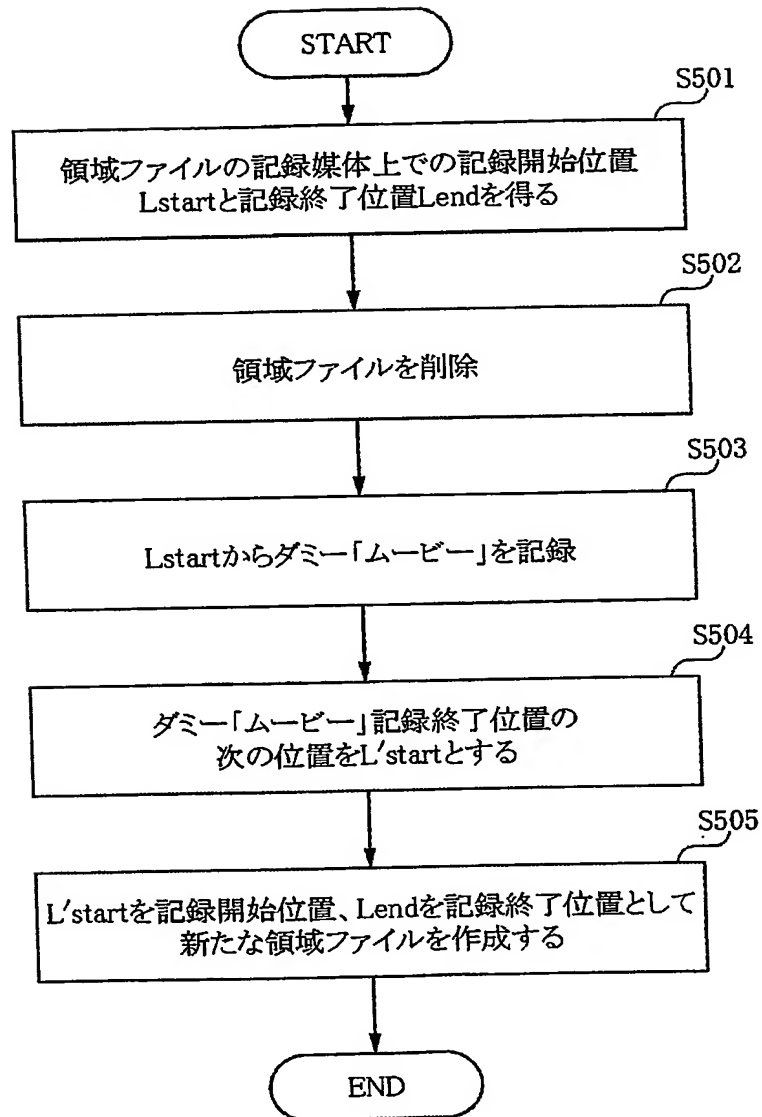 START
S501
領域ファイルの記録媒体上での記録開始位置
Lstartと記録終了位置Lendを得る
S502
領域ファイルを削除
S503
Lstartからダミー「ムービー」を記録
S504
ダミー「ムービー」記録終了位置の
次の位置をL'startとする
S505
L'startを記録開始位置、Lendを記録終了位置として
新たな領域ファイルを作成する
END